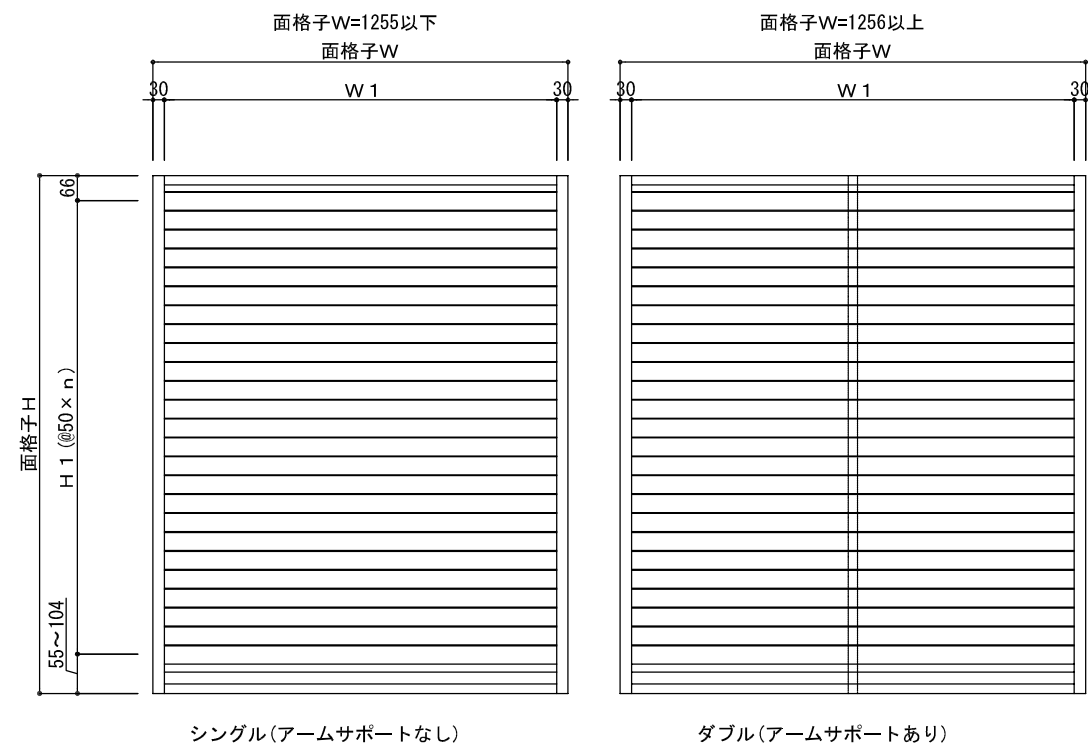 面格子W=1255以下
面格子W
30 W1 30
66
面格子H
H1(@50×n)
55～104
シングル(アームサポートなし)
面格子W=1256以上
面格子W
30 W1 30
ダブル(アームサポートあり)